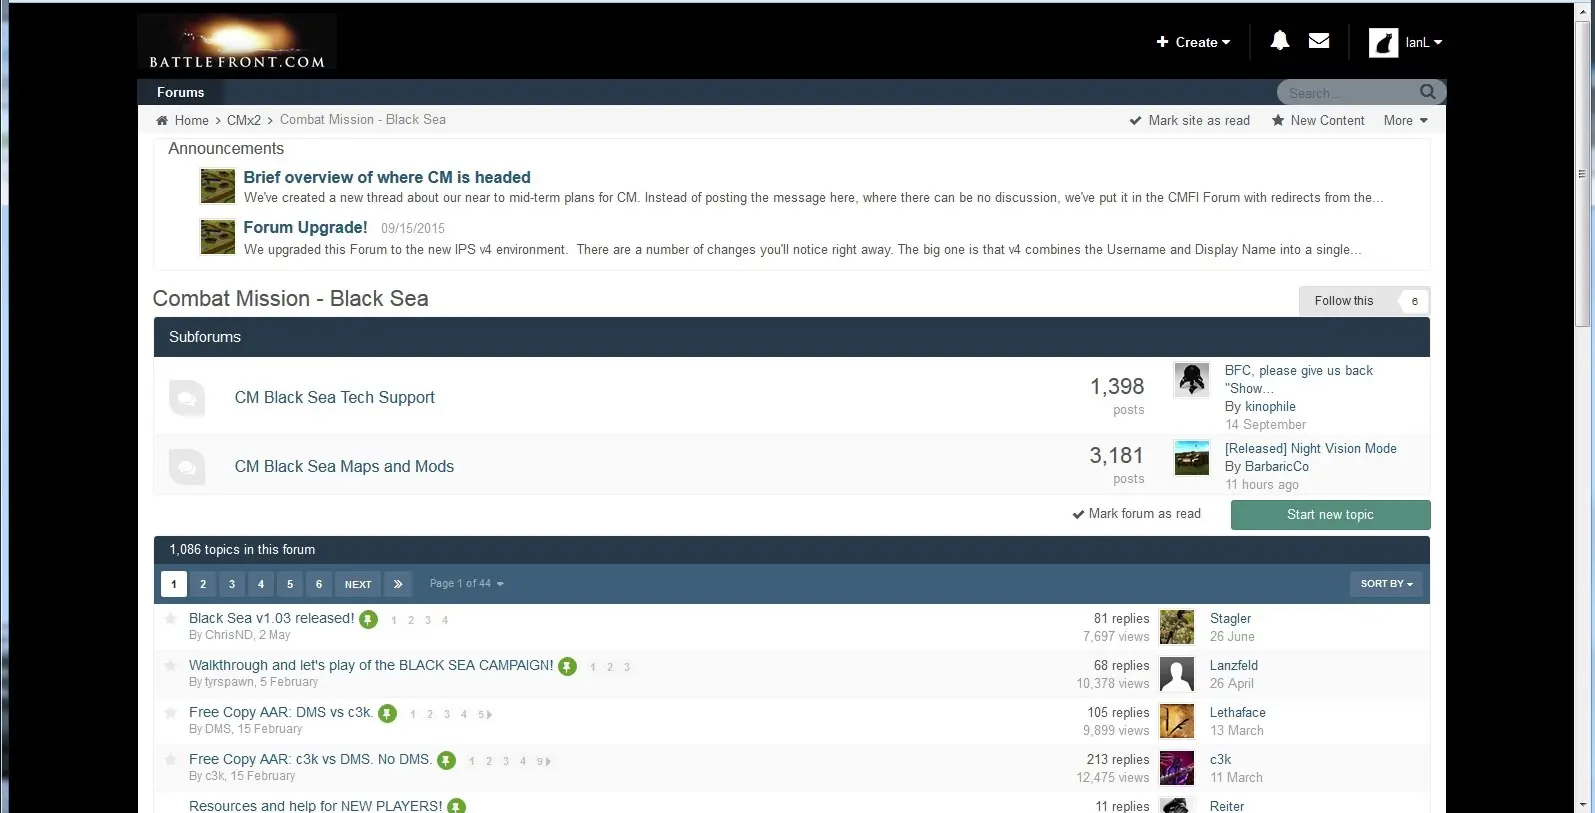 BATTLEFRONT.COM
Create
IanL
Forums
Search...
Home > CMx2 > Combat Mission - Black Sea
Mark site as read
New Content
More
Announcements
Brief overview of where CM is headed
We've created a new thread about our near to mid-term plans for CM. Instead of posting the message here, where there can be no discussion, we've put it in the CMFI Forum with redirects from the...
Forum Upgrade! 09/15/2015
We upgraded this Forum to the new IPS v4 environment. There are a number of changes you'll notice right away. The big one is that v4 combines the Username and Display Name into a single...
Combat Mission - Black Sea
Follow this 6
Subforums
CM Black Sea Tech Support
1,398
posts
BFC, please give us back
"Show...
By kinophile
14 September
CM Black Sea Maps and Mods
3,181
posts
[Released] Night Vision Mode
By BarbaricCo
11 hours ago
Mark forum as read
Start new topic
1,086 topics in this forum
1 2 3 4 5 6 NEXT » Page 1 of 44
SORT BY
Black Sea v1.03 released! 1 2 3 4
By ChrisND, 2 May
81 replies
7,697 views
Stagler
26 June
Walkthrough and let's play of the BLACK SEA CAMPAIGN! 1 2 3
By tyrspawn, 5 February
68 replies
10,378 views
Lanzfeld
26 April
Free Copy AAR: DMS vs c3k. 1 2 3 4 5
By DMS, 15 February
105 replies
9,899 views
Lethaface
13 March
Free Copy AAR: c3k vs DMS. No DMS. 1 2 3 4 9
By c3k, 15 February
213 replies
12,475 views
c3k
11 March
Resources and help for NEW PLAYERS!
11 replies
Reiter